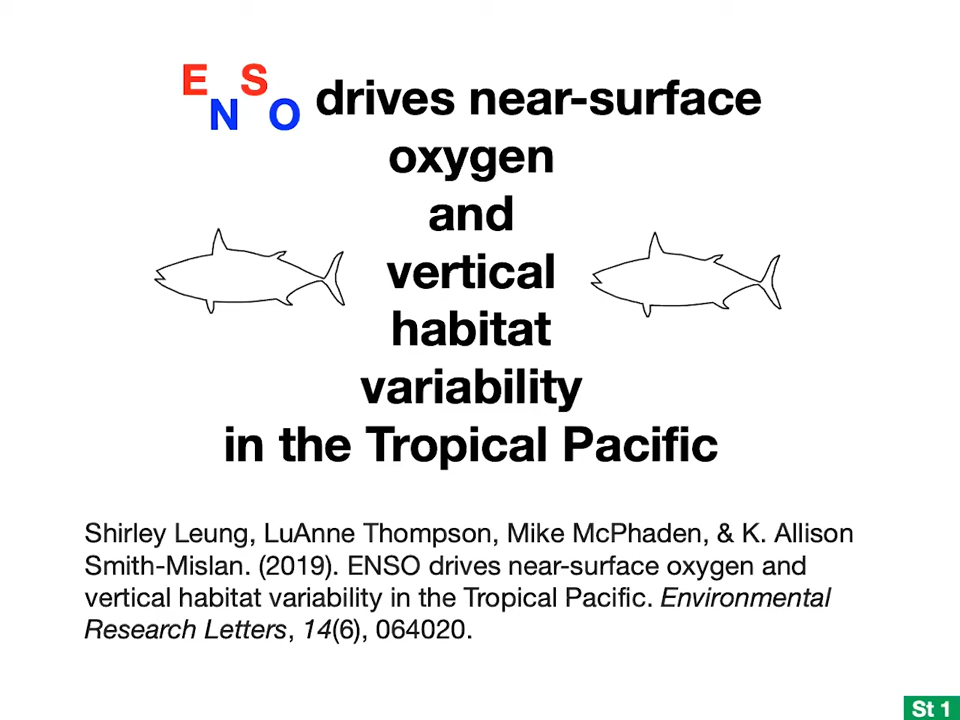 ENSO drives near-surface
oxygen
and
vertical
habitat
variability
in the Tropical Pacific
Shirley Leung, LuAnne Thompson, Mike McPhaden, & K. Allison
Smith-Mislan. (2019). ENSO drives near-surface oxygen and
vertical habitat variability in the Tropical Pacific. Environmental
Research Letters, 14(6), 064020.
St 1